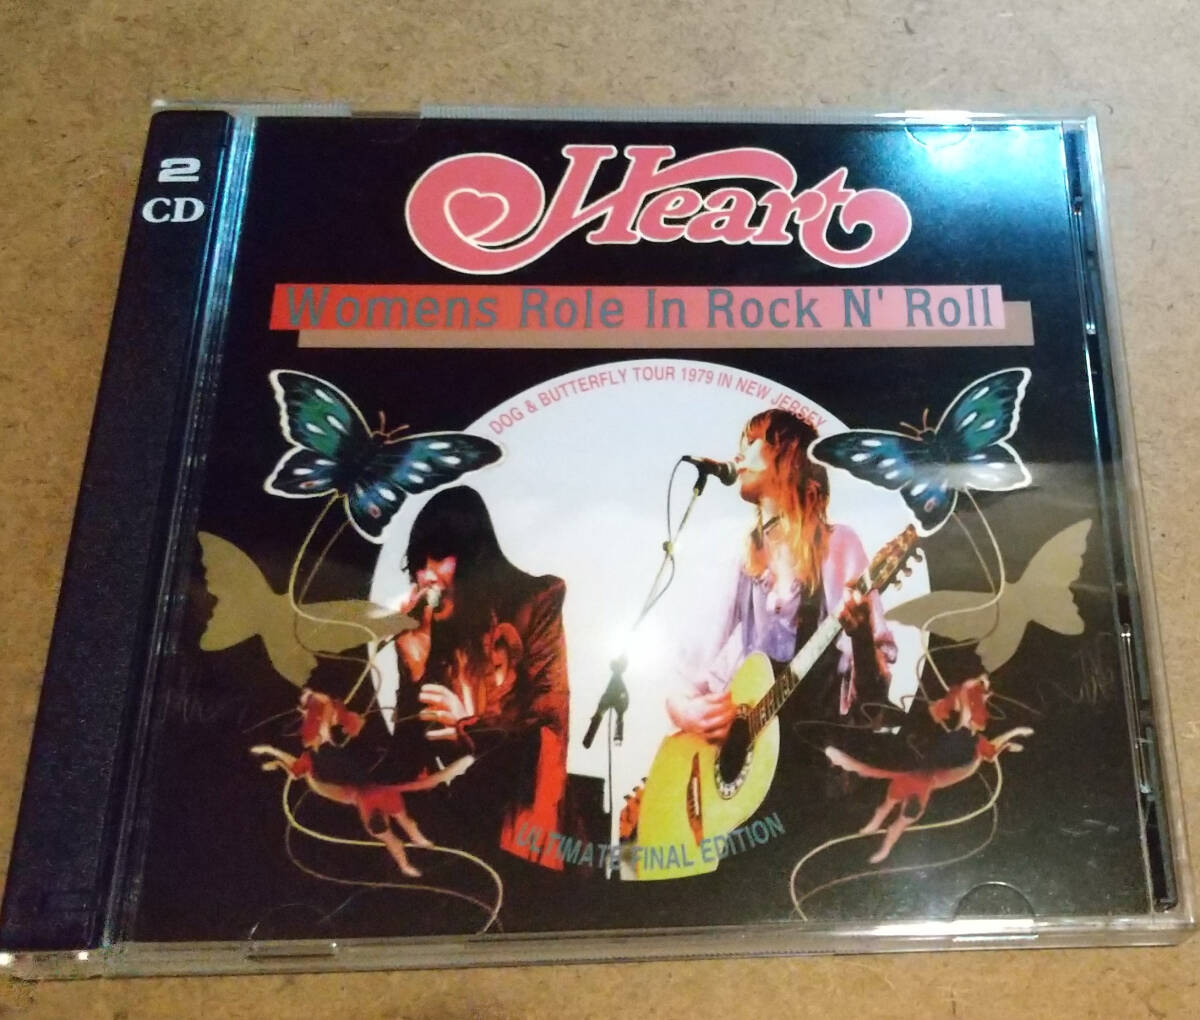 2
CD
Heart
Womens Role In Rock N' Roll
DOG & BUTTERFLY TOUR 1979 IN NEW JERSEY
ULTIMATE FINAL EDITION